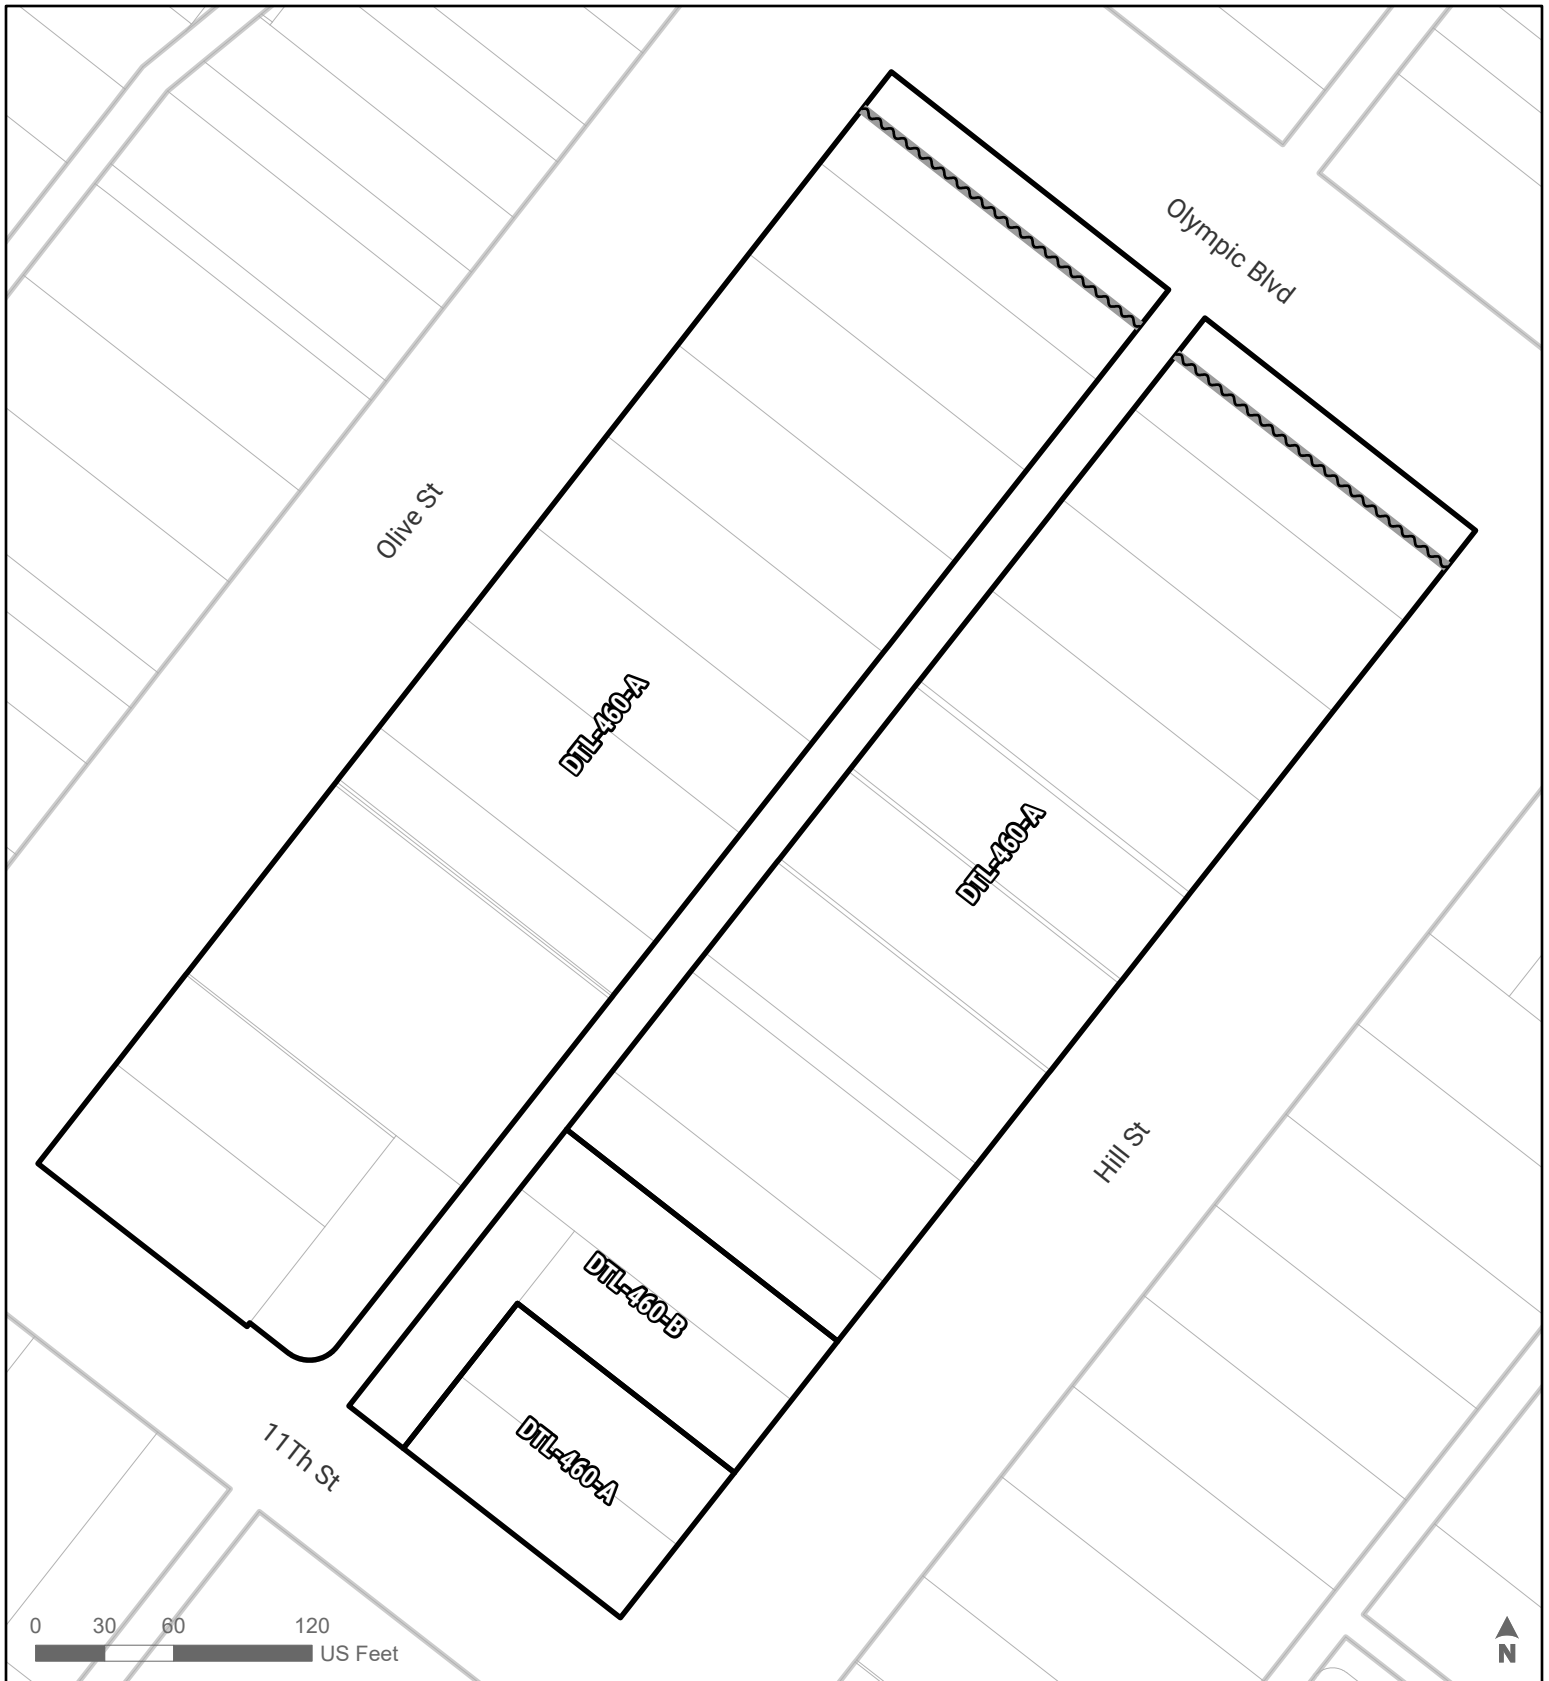 Olympic Blvd
Olive St
DTL-460-A
DTL-460-A
Hill St
DTL-460-B
DTL-460-A
11Th St
0 30 60 120
US Feet
N